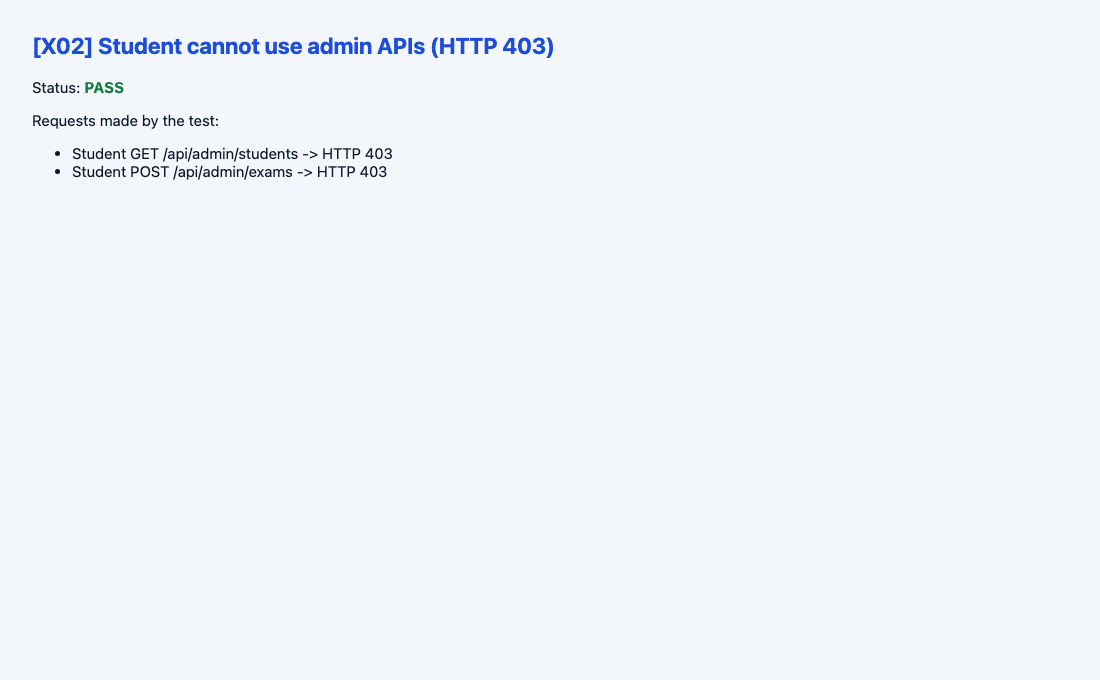 [X02] Student cannot use admin APIs (HTTP 403)
Status: PASS
Requests made by the test:
• Student GET /api/admin/students -> HTTP 403
• Student POST /api/admin/exams -> HTTP 403